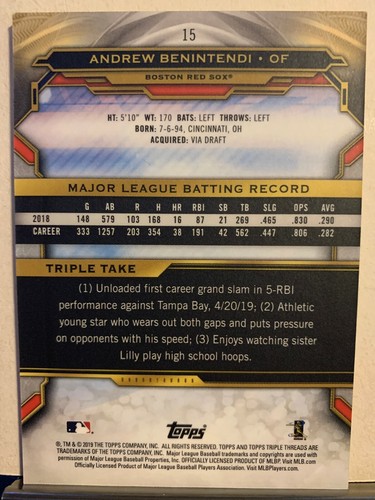 15
ANDREW BENINTENDI • OF
BOSTON RED SOX®
HT: 5'10" WT: 170 BATS: LEFT THROWS: LEFT
BORN: 7-6-94, CINCINNATI, OH
ACQUIRED: VIA DRAFT
MAJOR LEAGUE BATTING RECORD
G AB R H HR RBI SB TB SLG OPS AVG
2018 148 579 103 168 16 87 21 269 .465 .830 .290
CAREER 333 1257 203 354 38 191 42 562 .447 .806 .282
TRIPLE TAKE
(1) Unloaded first career grand slam in 5-RBI
performance against Tampa Bay, 4/20/19; (2) Athletic
young star who wears out both gaps and puts pressure
on opponents with his speed; (3) Enjoys watching sister
Lilly play high school hoops.
Topps
®, TM & © 2019 THE TOPPS COMPANY, INC. ALL RIGHTS RESERVED. TOPPS AND TOPPS TRIPLE THREADS ARE
TRADEMARKS OF THE TOPPS COMPANY, INC. Major League Baseball trademarks and copyrights are used with
permission of Major League Baseball Properties, Inc. OFFICIALLY LICENSED PRODUCT OF MLBP. Visit MLB.com
Officially Licensed Product of Major League Baseball Players Association. Visit MLBPlayers.com.